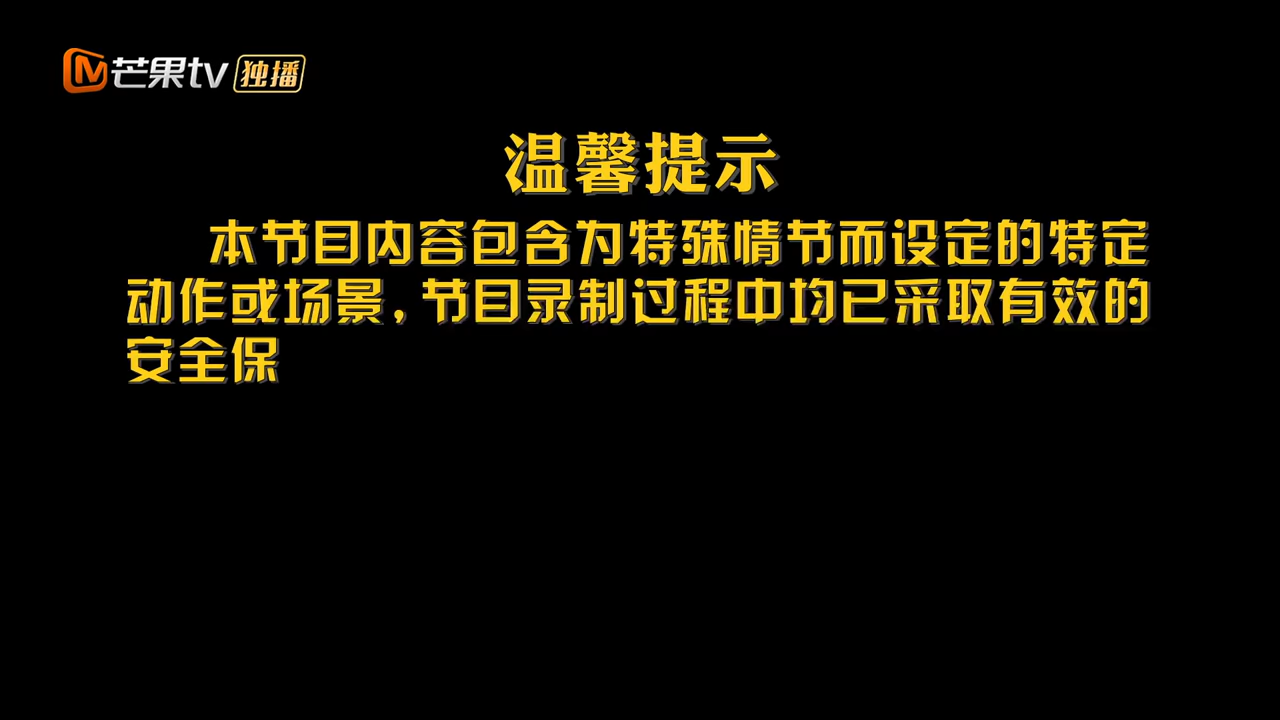 芒果tv 独播
温馨提示
本节目内容包含为特殊情节而设定的特定
动作或场景,节目录制过程中均已采取有效的
安全保